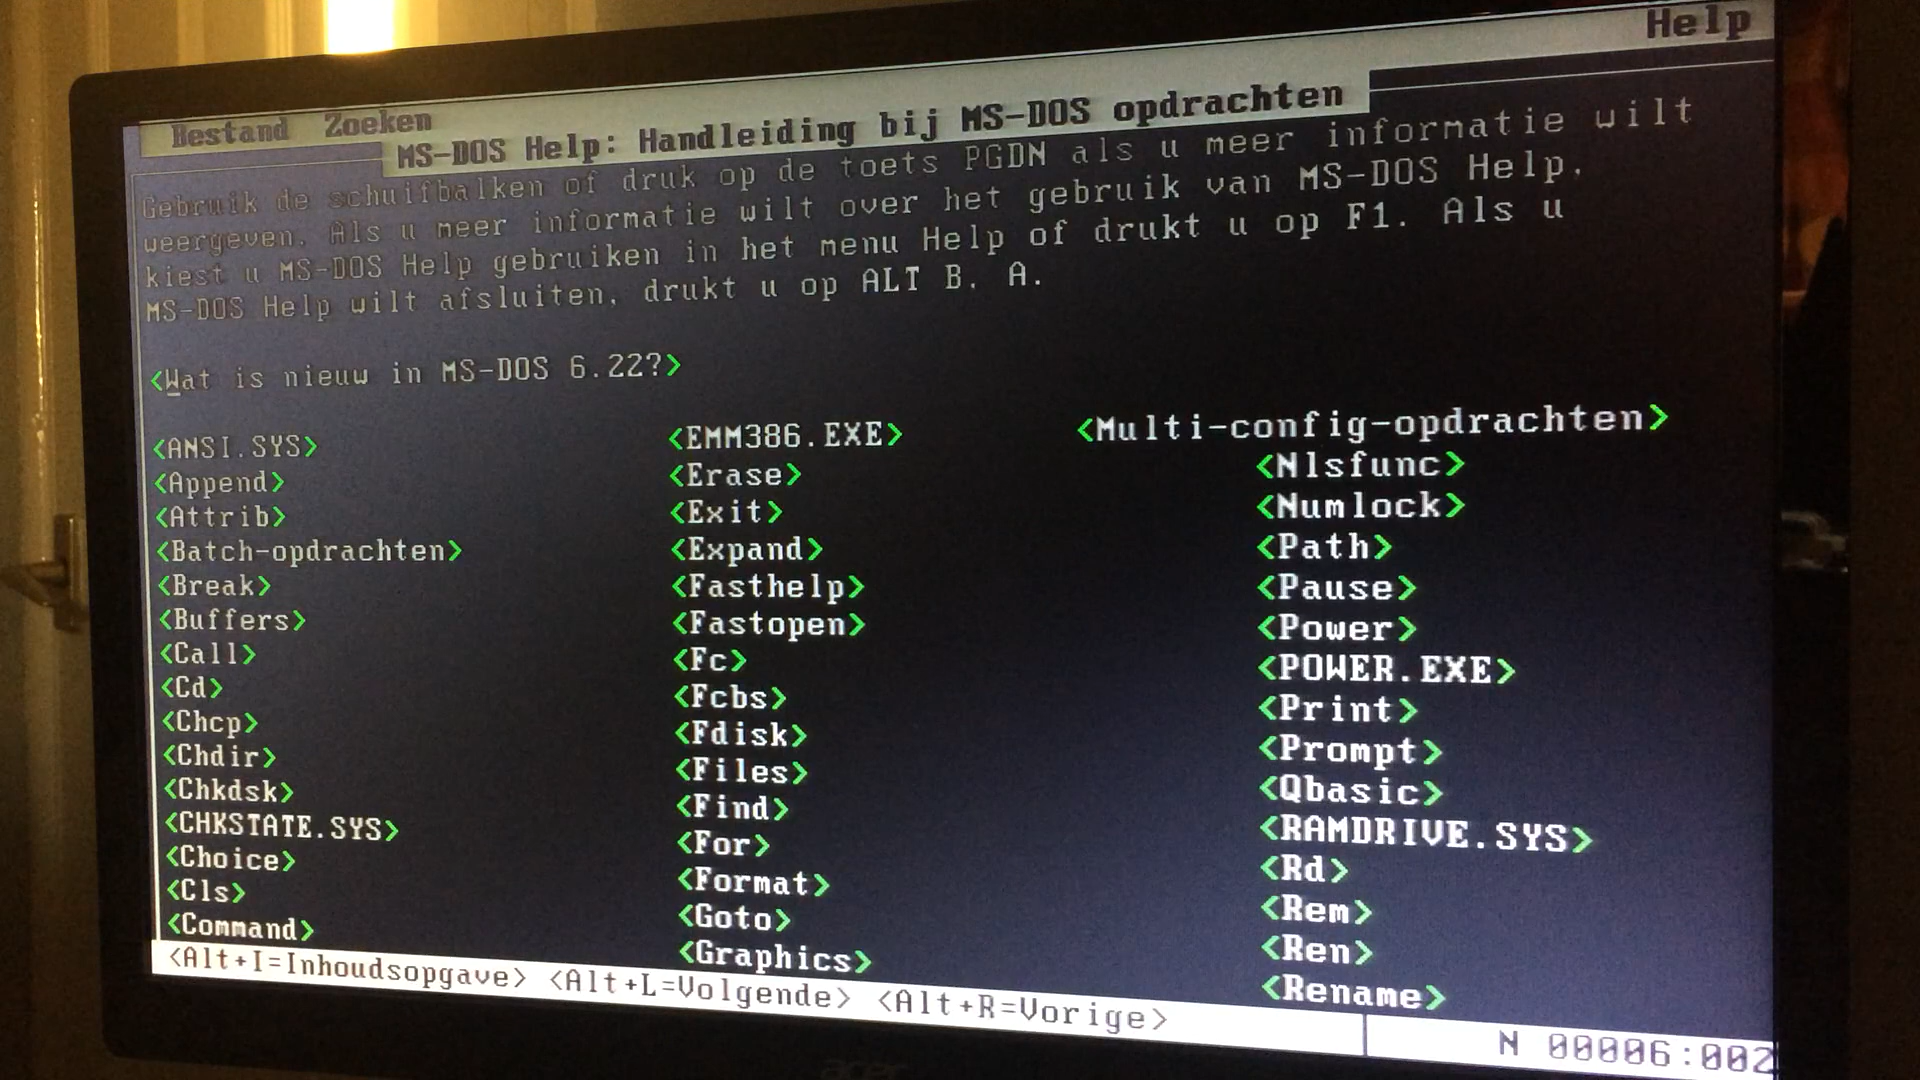 Help
Bestand Zoeken
MS-DOS Help: Handleiding bij MS-DOS opdrachten
Gebruik de schuifbalken of druk op de toets PGDN als u meer informatie wilt
weergeven. Als u meer informatie wilt over het gebruik van MS-DOS Help,
kiest u MS-DOS Help gebruiken in het menu Help of drukt u op F1. Als u
MS-DOS Help wilt afsluiten, drukt u op ALT B, A.
<Wat is nieuw in MS-DOS 6.22?>
<ANSI.SYS> <EMM386.EXE> <Multi-config-opdrachten>
<Append> <Erase> <Nlsfunc>
<Attrib> <Exit> <Numlock>
<Batch-opdrachten> <Expand> <Path>
<Break> <Fasthelp> <Pause>
<Buffers> <Fastopen> <Power>
<Call> <Fc> <POWER.EXE>
<Cd> <Fcbs> <Print>
<Chcp> <Fdisk> <Prompt>
<Chdir> <Files> <Qbasic>
<Chkdsk> <Find> <RAMDRIVE.SYS>
<CHKSTATE.SYS> <For> <Rd>
<Choice> <Format> <Rem>
<Cls> <Goto> <Ren>
<Command> <Graphics> <Rename>
<Alt+I=Inhoudsopgave> <Alt+L=Volgende> <Alt+R=Vorige> N 00006:002
acer